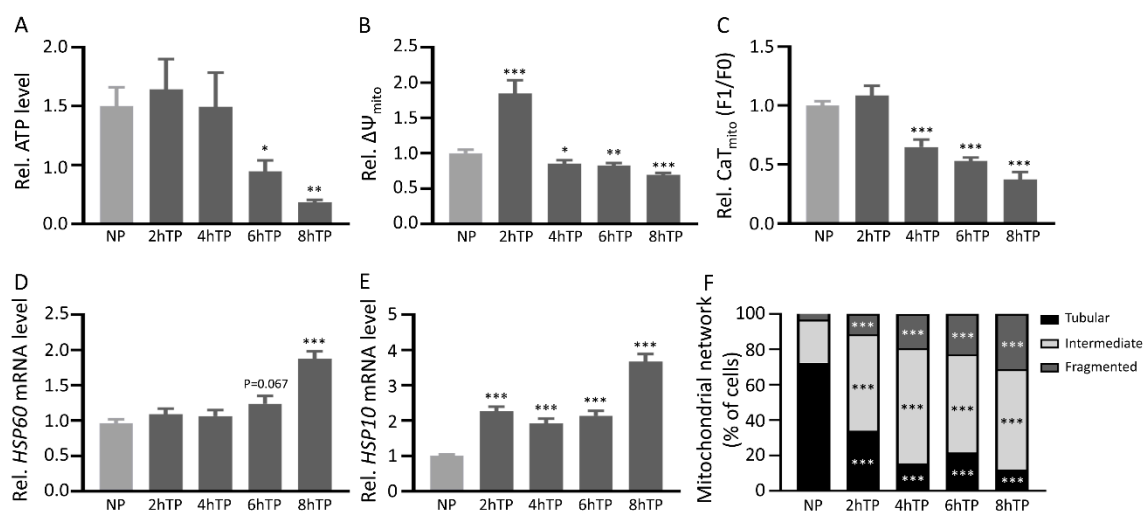 A
Rel. ATP level
2.0
1.5
1.0
0.0
*
**
NP 2hTP 4hTP 6hTP 8hTP
B
Rel. ΔΨmito
2.5
2.0
1.5
1.0
0.5
0.0
***
*
**
***
NP 2hTP 4hTP 6hTP 8hTP
C
Rel. CaTmito (F1/F0)
1.5
1.0
0.5
0.0
***
***
***
NP 2hTP 4hTP 6hTP 8hTP
D
Rel. HSP60 mRNA level
2.5
2.0
1.5
1.0
0.5
0.0
P=0.067
***
NP 2hTP 4hTP 6hTP 8hTP
E
Rel. HSP10 mRNA level
5
4
3
2
1
0
***
***
***
***
NP 2hTP 4hTP 6hTP 8hTP
F
Mitochondrial network
(% of cells)
100
80
60
40
20
0
*** *** *** ***
*** *** *** ***
*** *** *** ***
NP 2hTP 4hTP 6hTP 8hTP
Tubular
Intermediate
Fragmented